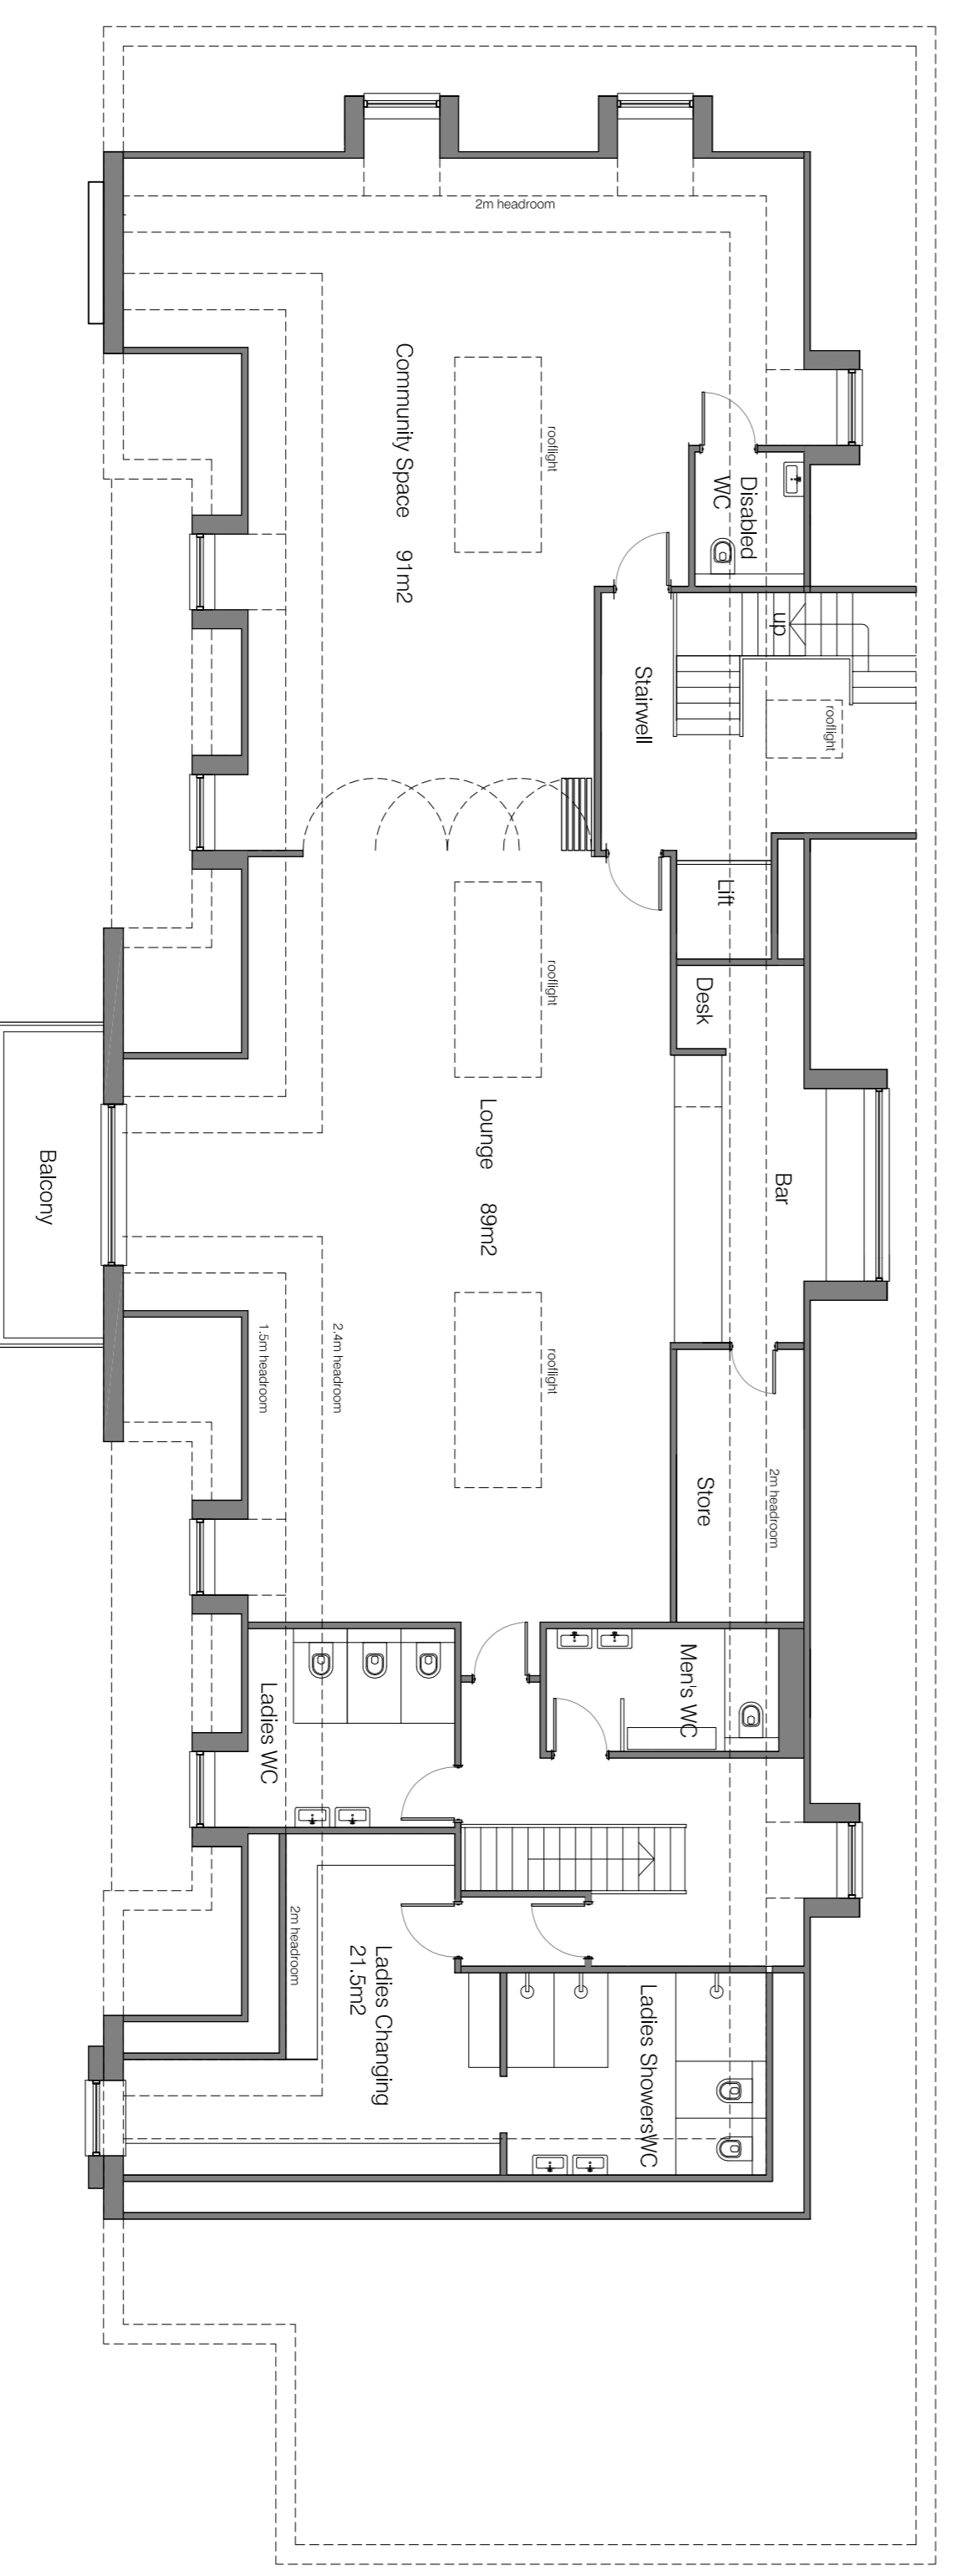 2m headroom
Community Space 91m2
rooflight
Disabled
WC
up
rooflight
Stairwell
Lift
Desk
rooflight
Lounge 89m2
Bar
Balcony
1.5m headroom
2.4m headroom
rooflight
Store
2m headroom
Men's WC
Ladies WC
2m headroom
Ladies Changing
21.5m2
Ladies ShowersWC